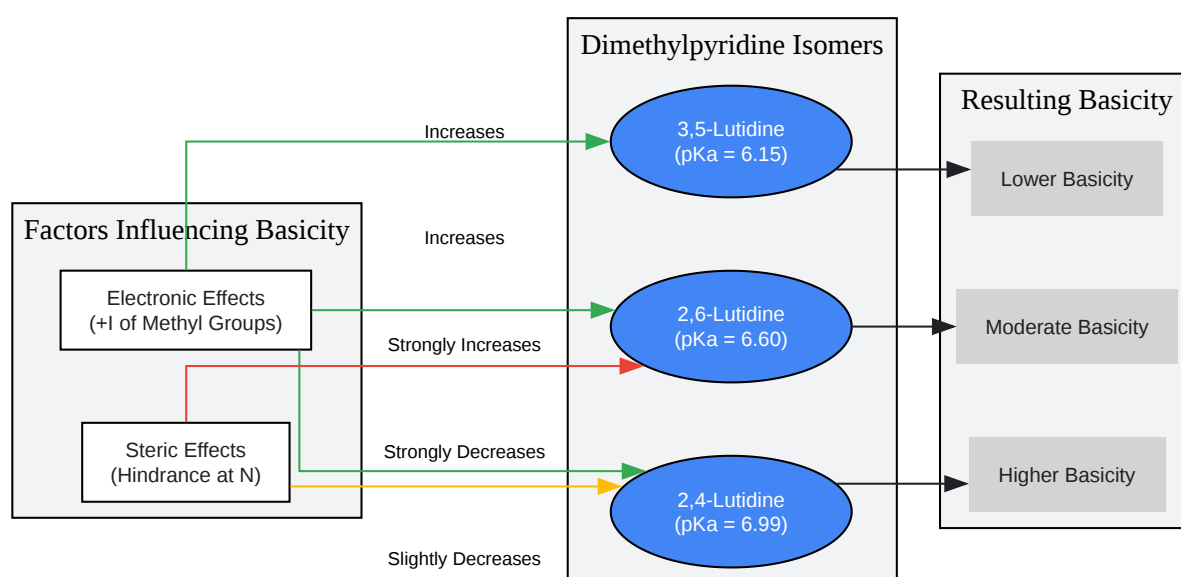 Factors Influencing Basicity
Electronic Effects
(+I of Methyl Groups)
Steric Effects
(Hindrance at N)
Increases
Increases
Strongly Increases
Strongly Decreases
Slightly Decreases
Dimethylpyridine Isomers
3,5-Lutidine
(pKa = 6.15)
2,6-Lutidine
(pKa = 6.60)
2,4-Lutidine
(pKa = 6.99)
Resulting Basicity
Lower Basicity
Moderate Basicity
Higher Basicity